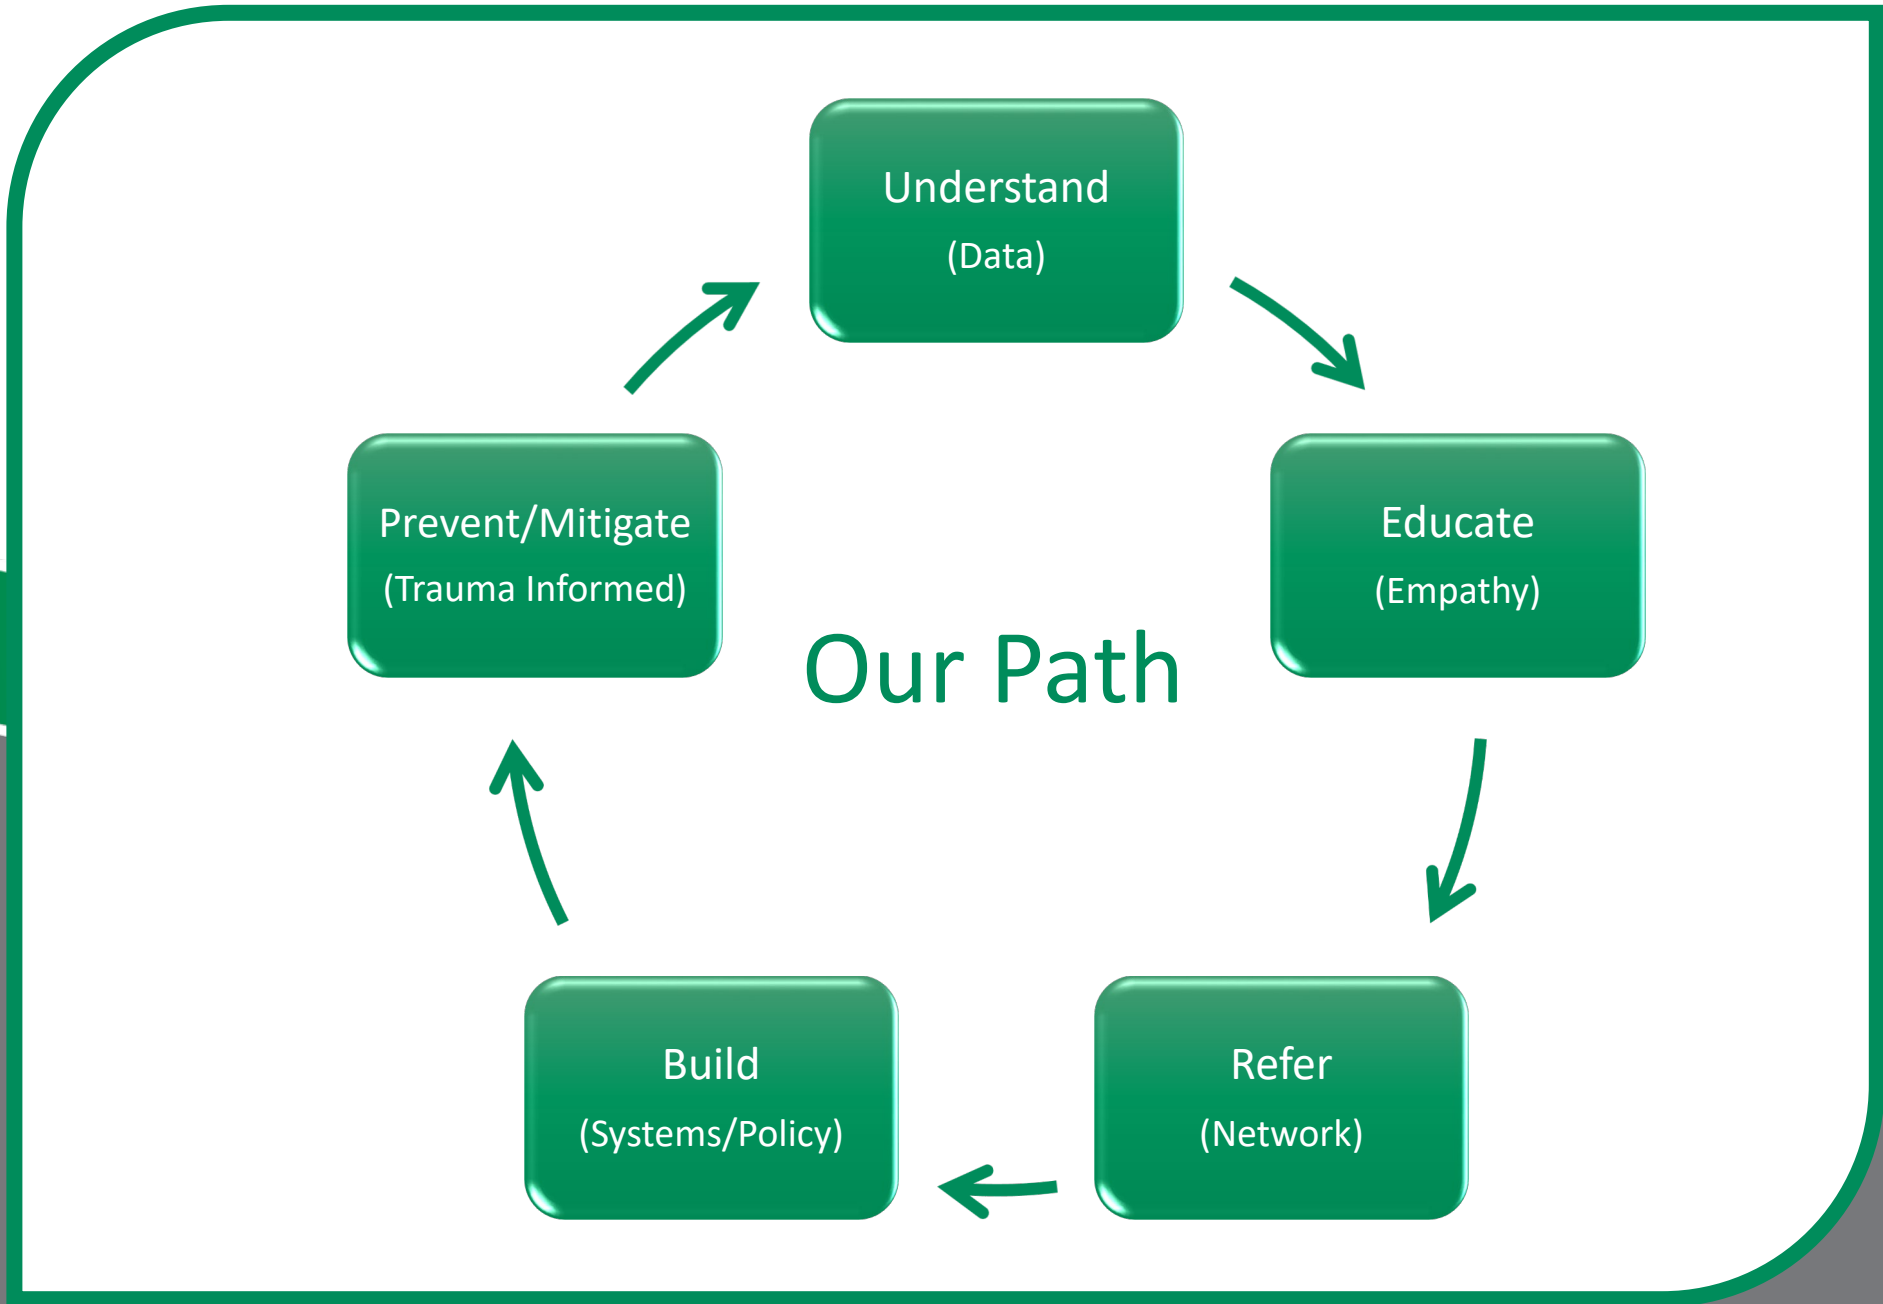 Understand
(Data)
Educate
(Empathy)
Refer
(Network)
Build
(Systems/Policy)
Prevent/Mitigate
(Trauma Informed)
Our Path